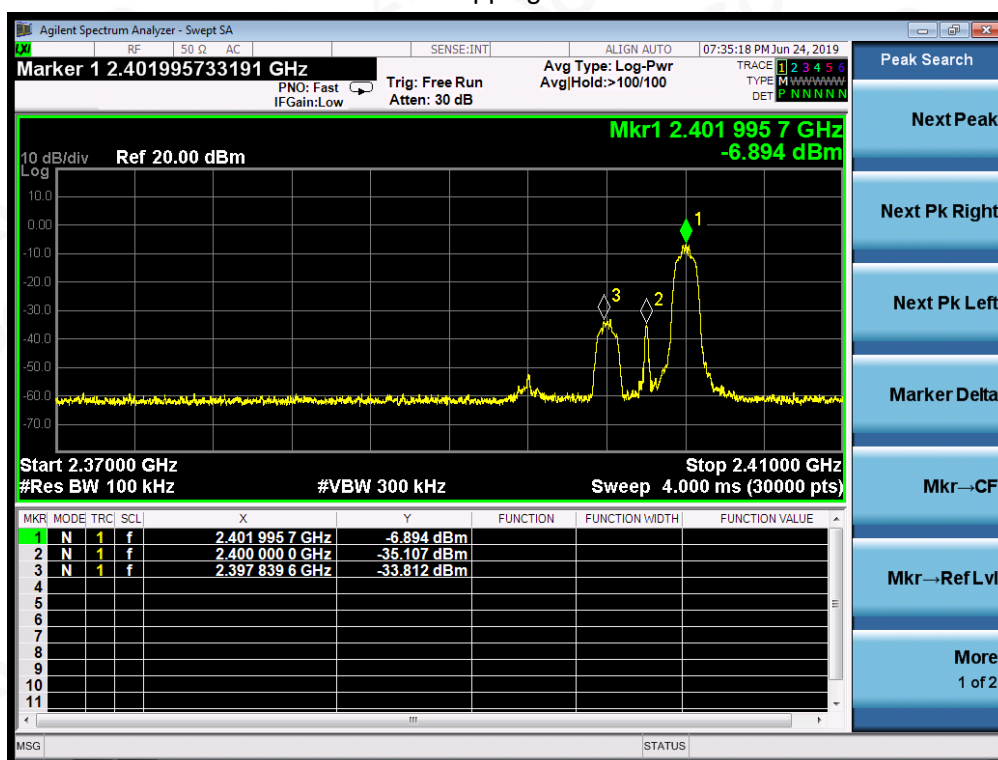 pping
Agilent Spectrum Analyzer - Swept SA
LXI RF 50 Ω AC SENSE:INT ALIGN AUTO 07:35:18 PM Jun 24, 2019
Marker 1 2.401995733191 GHz
PNO: Fast
IFGain:Low
Trig: Free Run
Atten: 30 dB
Avg Type: Log-Pwr
Avg|Hold:>100/100
TRACE 1 2 3 4 5 6
TYPE M WWWWW
DET P N N N N N
Mkr1 2.401 995 7 GHz
-6.894 dBm
10 dB/div Ref 20.00 dBm
Log
10.0
0.00
-10.0
-20.0
-30.0
-40.0
-50.0
-60.0
-70.0
1
3
2
Start 2.37000 GHz Stop 2.41000 GHz
#Res BW 100 kHz #VBW 300 kHz Sweep 4.000 ms (30000 pts)
MKR MODE TRC SCL X Y FUNCTION FUNCTION WIDTH FUNCTION VALUE
1 N 1 f 2.401 995 7 GHz -6.894 dBm
2 N 1 f 2.400 000 0 GHz -35.107 dBm
3 N 1 f 2.397 839 6 GHz -33.812 dBm
4
5
6
7
8
9
10
11
MSG STATUS
Peak Search
Next Peak
Next Pk Right
Next Pk Left
Marker Delta
Mkr→CF
Mkr→Ref Lvl
More
1 of 2